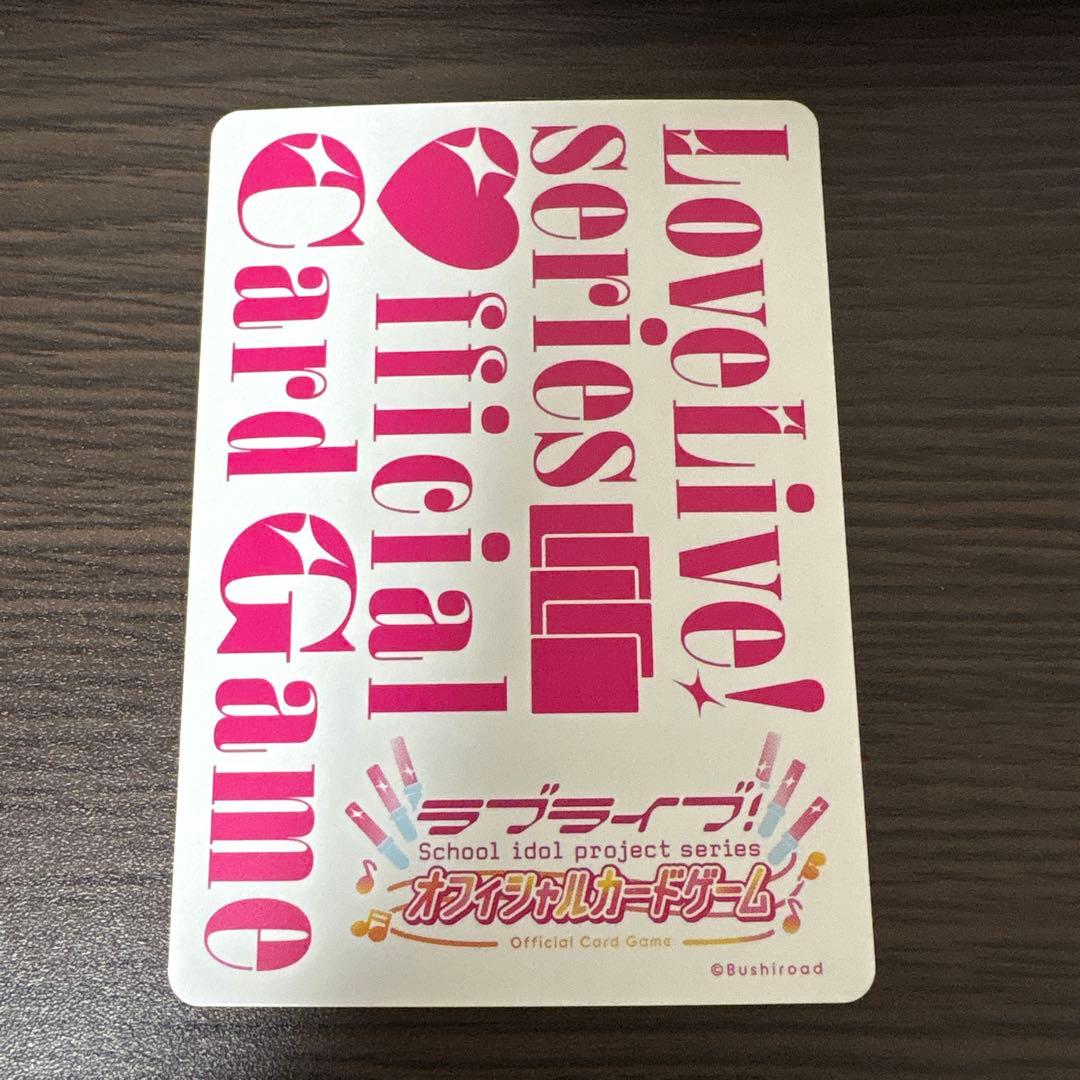 LoveLive!
series
Official
Card Game
ラブライブ!
School idol project series
オフィシャルカードゲーム
Official Card Game
©Bushiroad